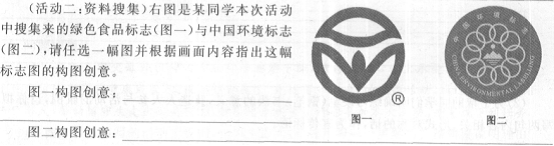 (活动二:资料搜集)右图是某同学本次活动
中搜集来的绿色食品标志(图一)与中国环境标志
(图二),请任选一幅图并根据画面内容指出这幅
标志图的构图创意。
图一构图创意:
图二构图创意:
®
图一
中国环境标志
CHINA ENVIRONMENTAL LABELLING
图二